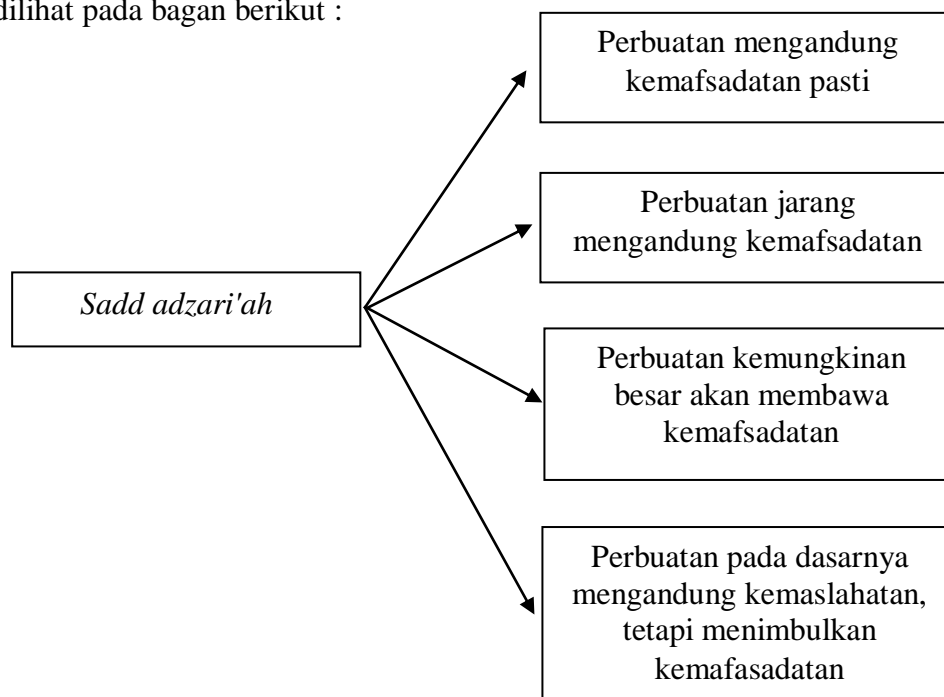 dilihat pada bagan berikut :
Perbuatan mengandung
kemafsadatan pasti
Perbuatan jarang
mengandung kemafsadatan
Sadd adzari'ah
Perbuatan kemungkinan
besar akan membawa
kemafsadatan
Perbuatan pada dasarnya
mengandung kemaslahatan,
tetapi menimbulkan
kemafasadatan